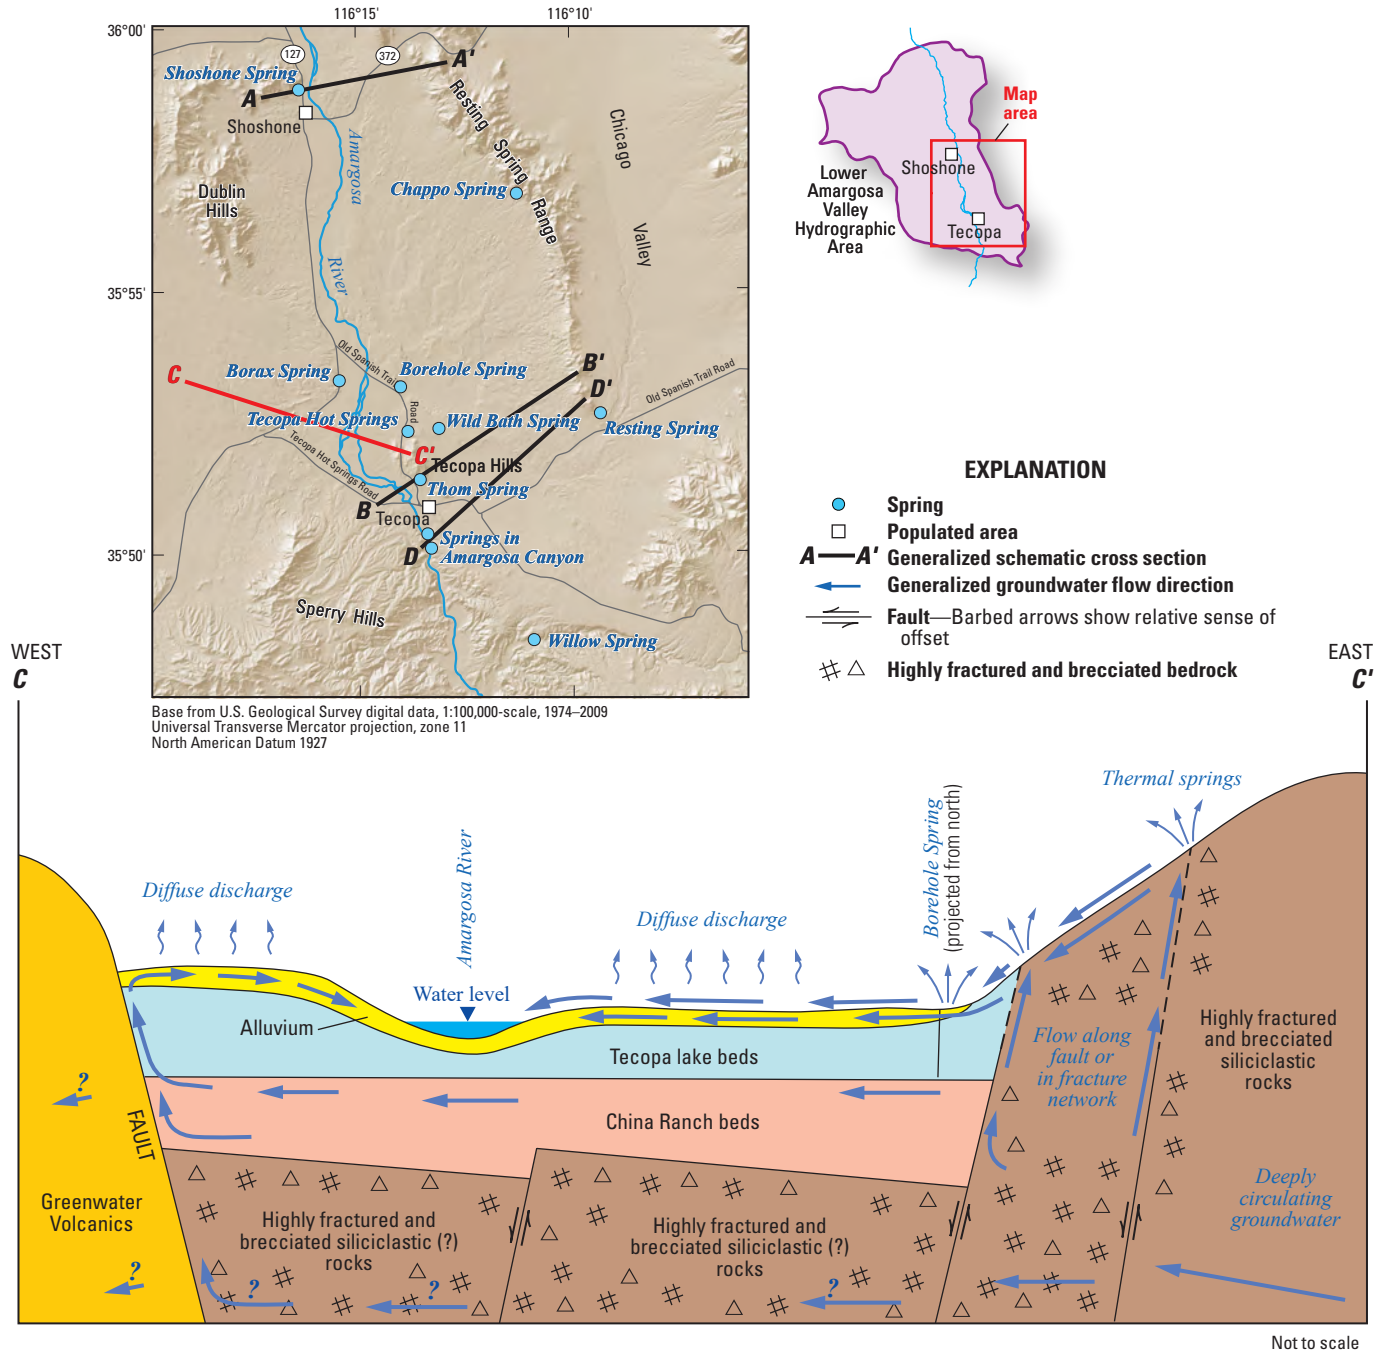 116°15'
116°10'
36°00'
35°55'
35°50'
127
372
Shoshone Spring
A
A'
Shoshone
Amargosa
River
Resting
Spring
Range
Chicago
Valley
Dublin
Hills
Chappo Spring
Old Spanish Trail
Road
Borax Spring
Borehole Spring
B'
D'
Old Spanish Trail Road
C
Tecopa Hot Springs
Wild Bath Spring
Resting Spring
Tecopa Hot Springs Road
C'
Tecopa Hills
Thom Spring
B
Tecopa
D
Springs in
Amargosa Canyon
Sperry Hills
Willow Spring
Base from U.S. Geological Survey digital data, 1:100,000-scale, 1974–2009
Universal Transverse Mercator projection, zone 11
North American Datum 1927
Map
area
Shoshone
Tecopa
Lower
Amargosa
Valley
Hydrographic
Area
EXPLANATION
Spring
Populated area
A A' Generalized schematic cross section
Generalized groundwater flow direction
Fault—Barbed arrows show relative sense of
offset
Highly fractured and brecciated bedrock
WEST
C
EAST
C'
Thermal springs
Diffuse discharge
Amargosa River
Diffuse discharge
Borehole Spring
(projected from north)
Water level
Alluvium
Tecopa lake beds
China Ranch beds
Flow along
fault or
in fracture
network
Highly fractured
and brecciated
siliciclastic
rocks
?
FAULT
Greenwater
Volcanics
Highly fractured and
brecciated siliciclastic (?)
rocks
Highly fractured and
brecciated siliciclastic (?)
rocks
Deeply
circulating
groundwater
?
?
?
?
Not to scale